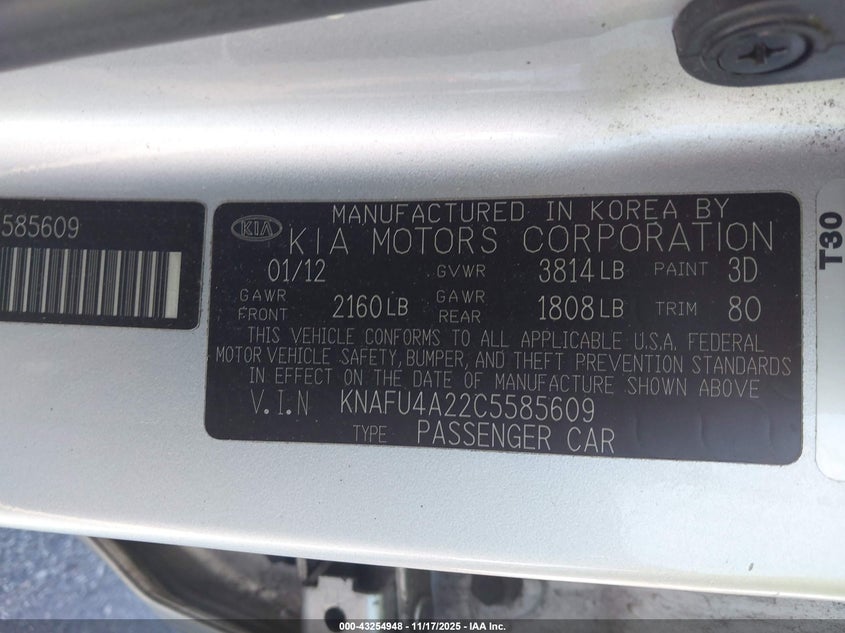 585609
MANUFACTURED IN KOREA BY
KIA KIA MOTORS CORPORATION
01/12 GVWR 3814 LB PAINT 3D
GAWR FRONT 2160 LB GAWR REAR 1808 LB TRIM 80
THIS VEHICLE CONFORMS TO ALL APPLICABLE U.S.A. FEDERAL
MOTOR VEHICLE SAFETY, BUMPER, AND THEFT PREVENTION STANDARDS
IN EFFECT ON THE DATE OF MANUFACTURE SHOWN ABOVE
V.I.N KNAFU4A22C5585609
TYPE PASSENGER CAR
T30
000-43254948 - 11/17/2025 - IAA Inc.